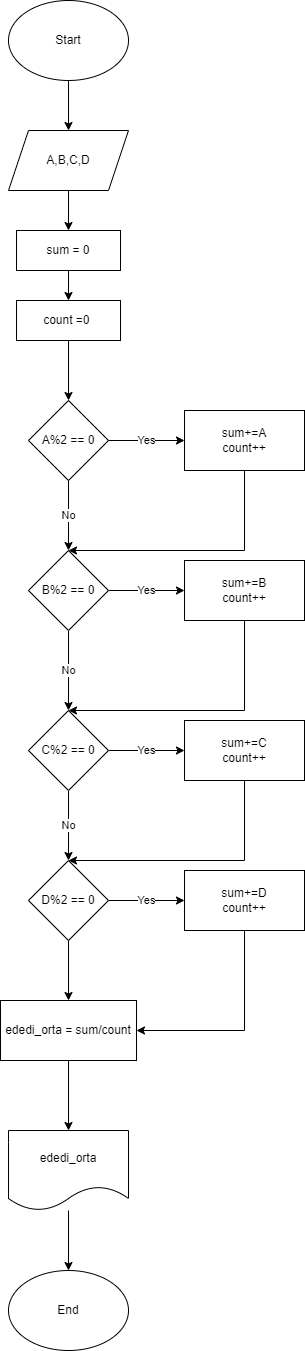 Start
A,B,C,D
sum = 0
count =0
A%2 == 0
Yes
sum+=A
count++
No
B%2 == 0
Yes
sum+=B
count++
No
C%2 == 0
Yes
sum+=C
count++
No
D%2 == 0
Yes
sum+=D
count++
ededi_orta = sum/count
ededi_orta
End